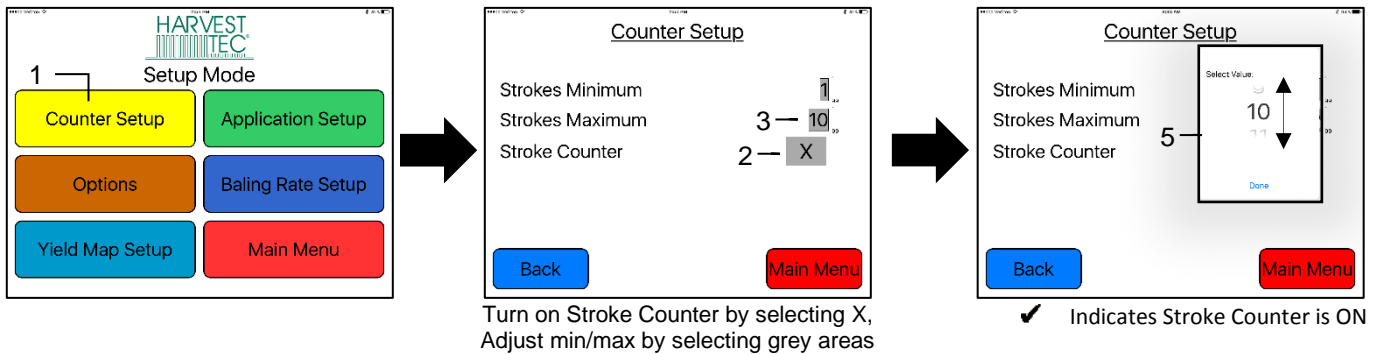 HARVEST
TEC
Setup Mode
1
Counter Setup
Application Setup
Options
Baling Rate Setup
Yield Map Setup
Main Menu
Counter Setup
Strokes Minimum
1
Strokes Maximum
3
10
Stroke Counter
2
X
Back
Main Menu
Turn on Stroke Counter by selecting X,
Adjust min/max by selecting grey areas
Counter Setup
Select Value:
Strokes Minimum
9
Strokes Maximum
10
Stroke Counter
5
11
Done
Back
Main Menu
✔ Indicates Stroke Counter is ON